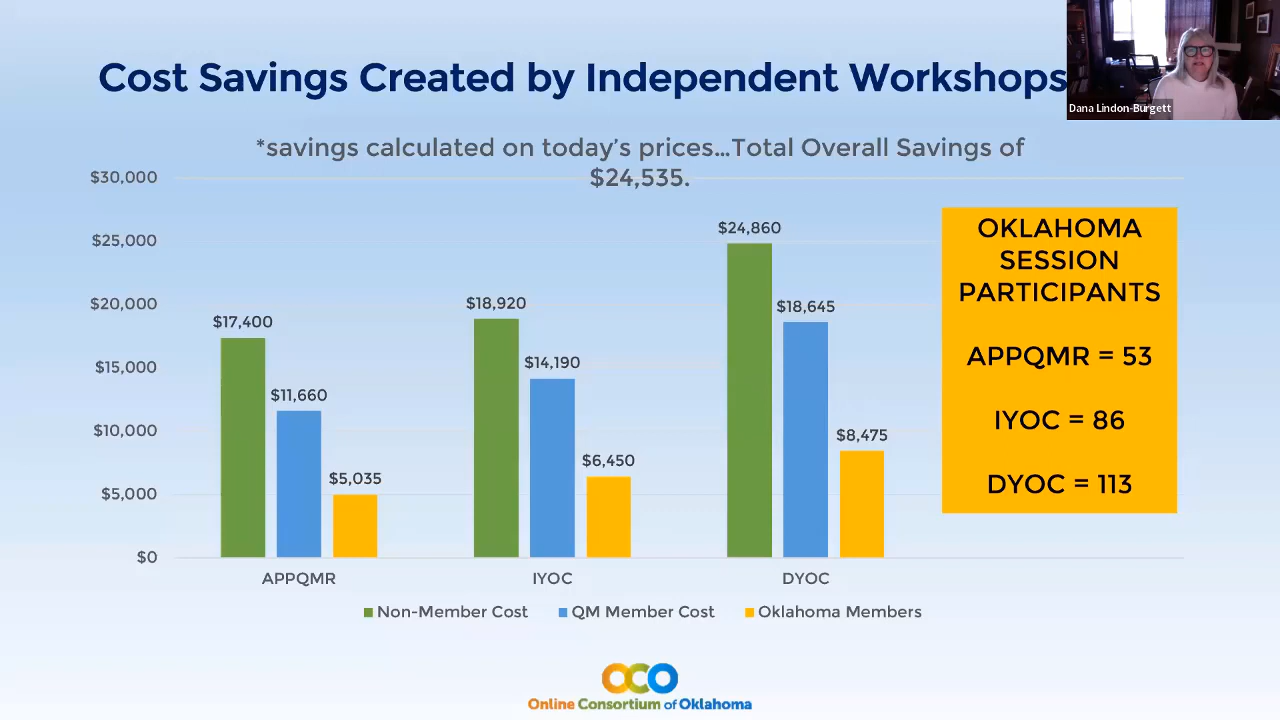 Cost Savings Created by Independent Workshops
Dana Lindon-Burgett
*savings calculated on today's prices...Total Overall Savings of
$24,535.
$30,000
$25,000
$20,000
$15,000
$10,000
$5,000
$0
$17,400
$11,660
$5,035
$18,920
$14,190
$6,450
$24,860
$18,645
$8,475
APPQMR
IYOC
DYOC
Non-Member Cost
QM Member Cost
Oklahoma Members
OKLAHOMA
SESSION
PARTICIPANTS
APPQMR = 53
IYOC = 86
DYOC = 113
OCO
Online Consortium of Oklahoma